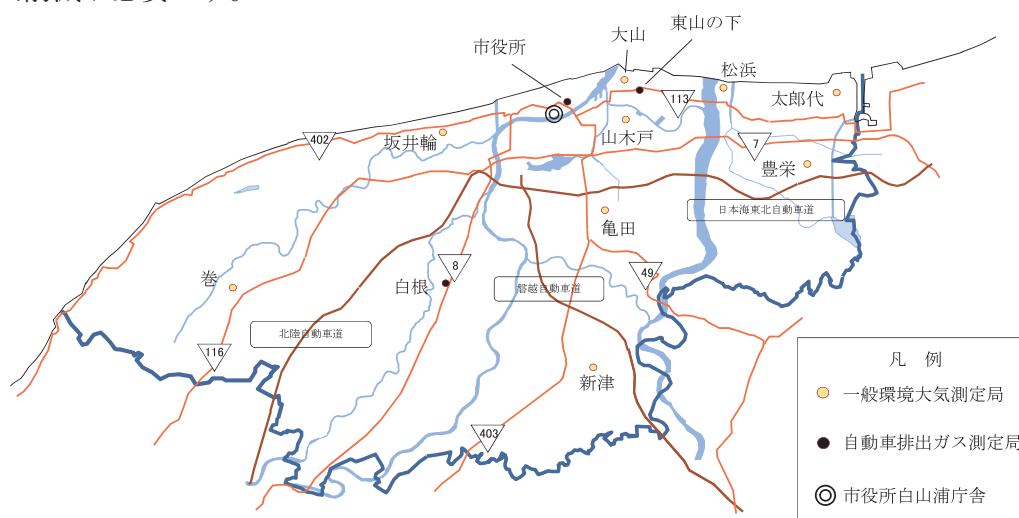 東山の下
大山
市役所
松浜
太郎代
113
402
坂井輪
山木戸
7
豊栄
日本海東北自動車道
亀田
巻
白根
8
磐越自動車道
49
北陸自動車道
116
新津
403
凡 例
一般環境大気測定局
自動車排出ガス測定局
市役所白山浦庁舎